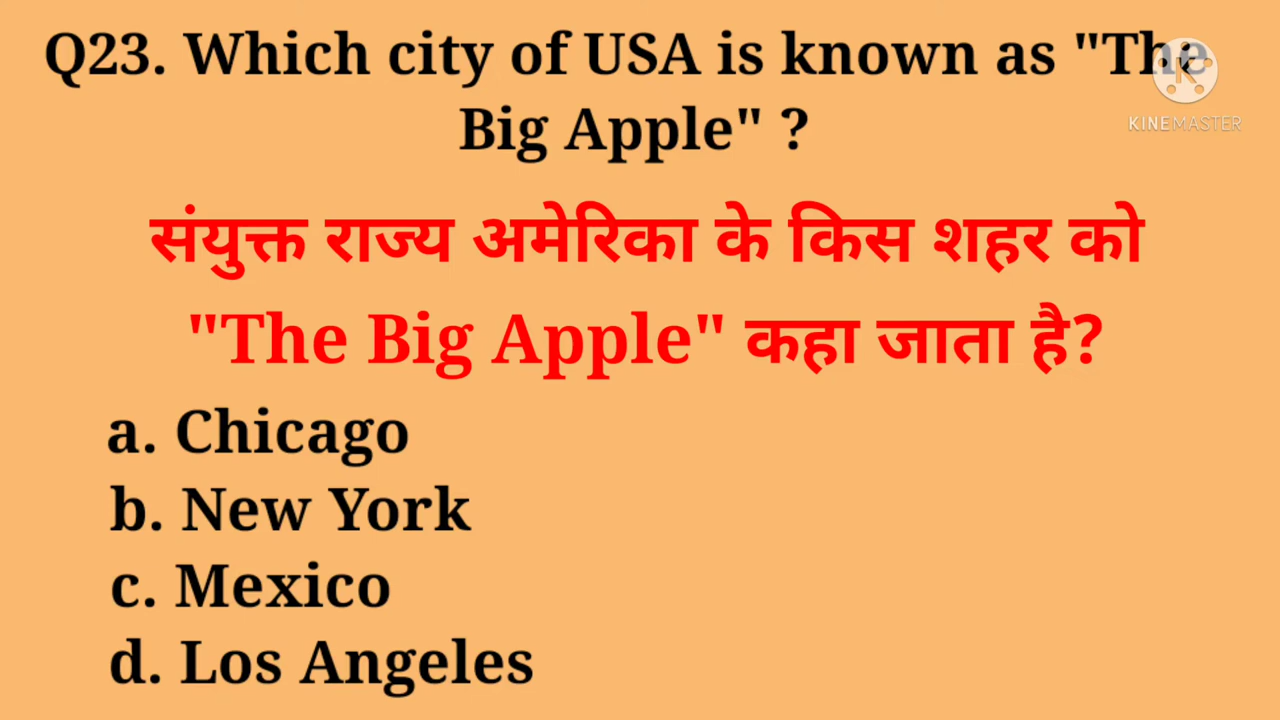 Q23. Which city of USA is known as "The
Big Apple" ?
KINEMASTER
संयुक्त राज्य अमेरिका के किस शहर को
"The Big Apple" कहा जाता है?
a. Chicago
b. New York
c. Mexico
d. Los Angeles